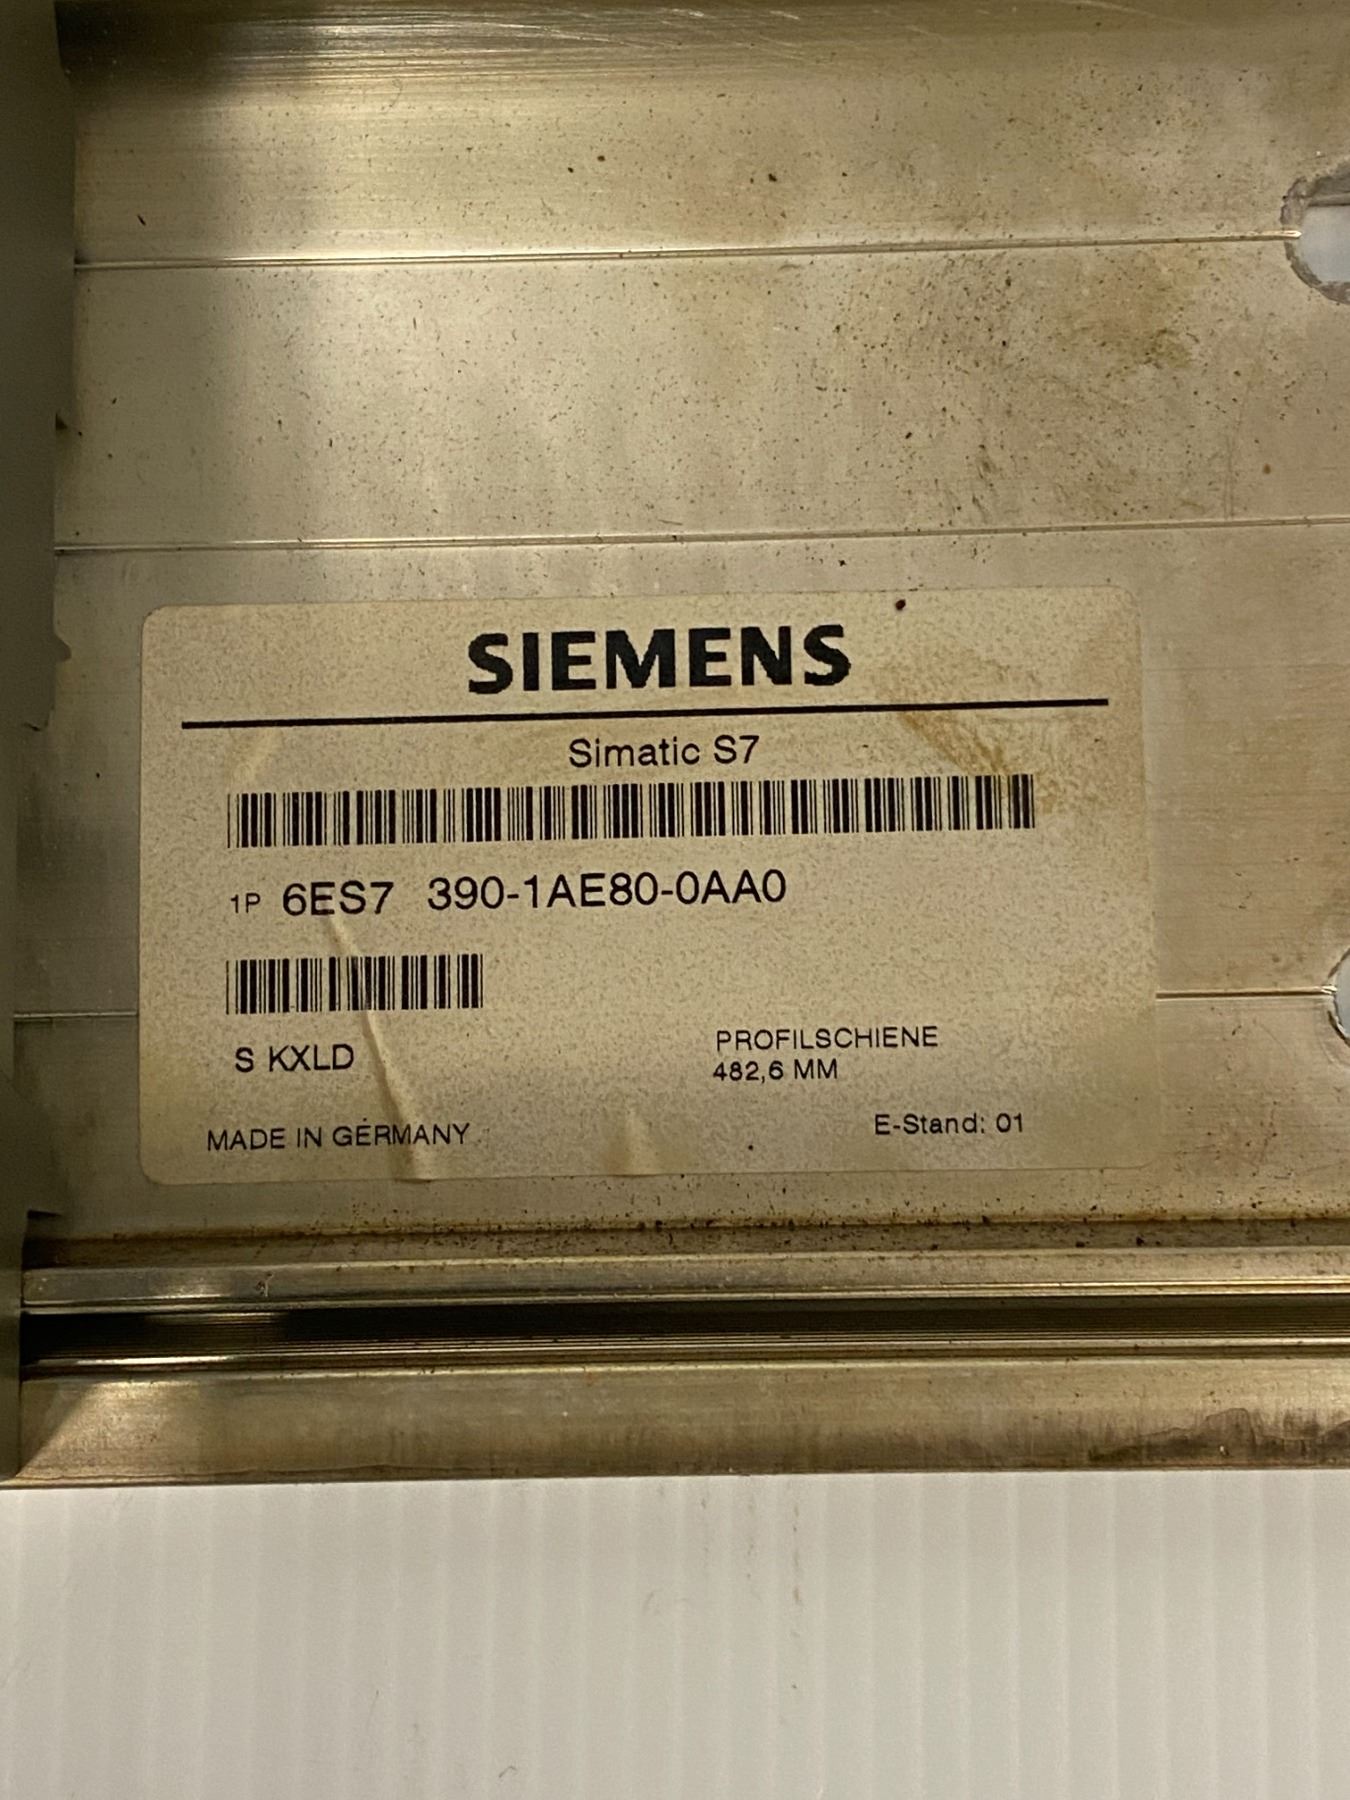 SIEMENS
Simatic S7
1P 6ES7 390-1AE80-0AA0
S KXLD
PROFILSCHIENE
482,6 MM
MADE IN GERMANY
E-Stand: 01